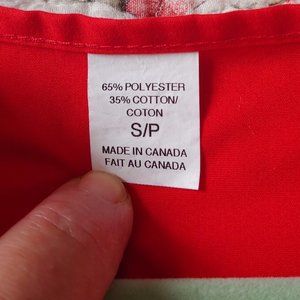 65% POLYESTER
35% COTTON/
COTON
S/P
MADE IN CANADA
FAIT AU CANADA